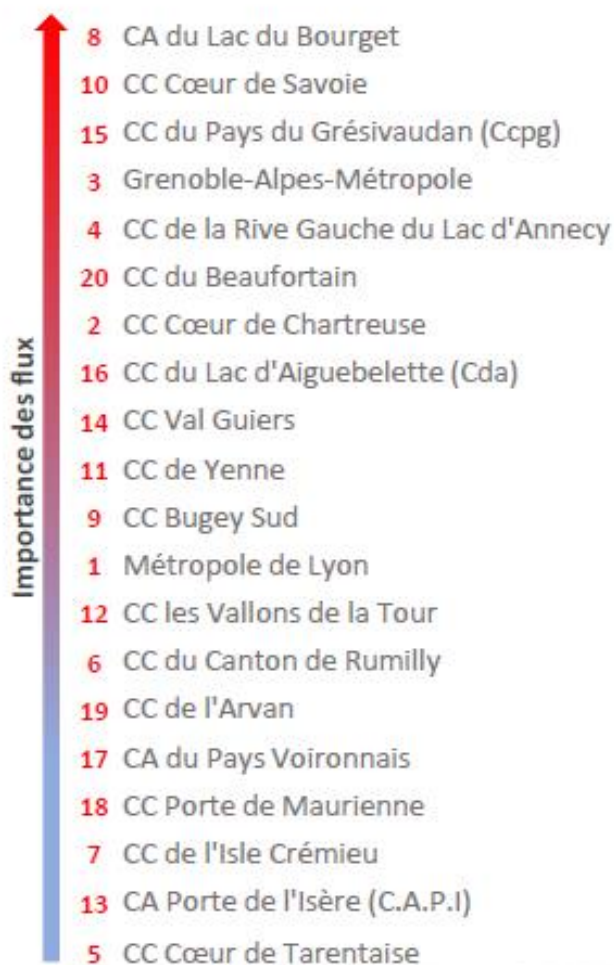 8 CA du Lac du Bourget
10 CC Cœur de Savoie
15 CC du Pays du Grésivaudan (Ccpg)
3 Grenoble-Alpes-Métropole
4 CC de la Rive Gauche du Lac d'Annecy
20 CC du Beaufortain
2 CC Cœur de Chartreuse
16 CC du Lac d'Aiguebelette (Cda)
14 CC Val Guiers
11 CC de Yenne
9 CC Bugey Sud
1 Métropole de Lyon
12 CC les Vallons de la Tour
6 CC du Canton de Rumilly
19 CC de l'Arvan
17 CA du Pays Voironnais
18 CC Porte de Maurienne
7 CC de l'Isle Crémieu
13 CA Porte de l'Isère (C.A.P.I)
5 CC Cœur de Tarentaise
Importance des flux